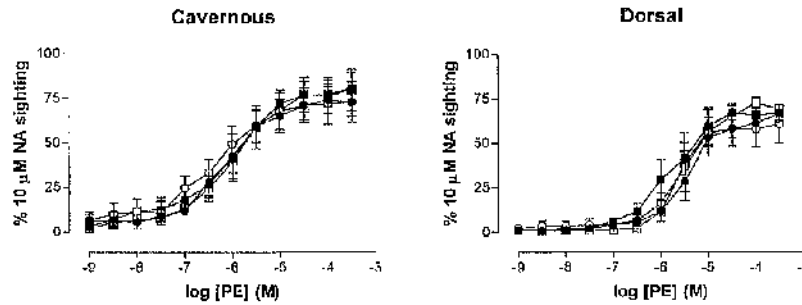 Cavernous
% 10 µM NA sighting
100
75
50
25
0
-9 -8 -7 -6 -5 -4 -3
log [PE] (M)
Dorsal
% 10 µM NA sighting
100
75
50
25
0
-9 -8 -7 -6 -5 -4 -3
log [PE] (M)